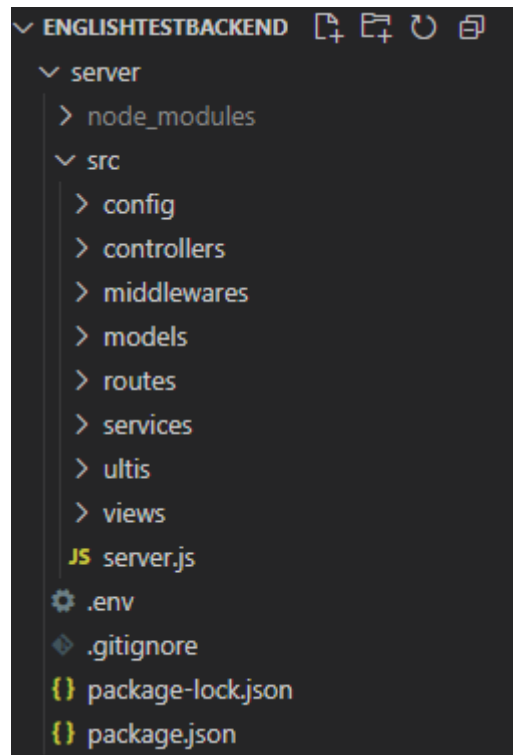 ENGLISHTESTBACKEND
server
node_modules
src
config
controllers
middlewares
models
routes
services
ultis
views
JS server.js
.env
.gitignore
{} package-lock.json
{} package.json